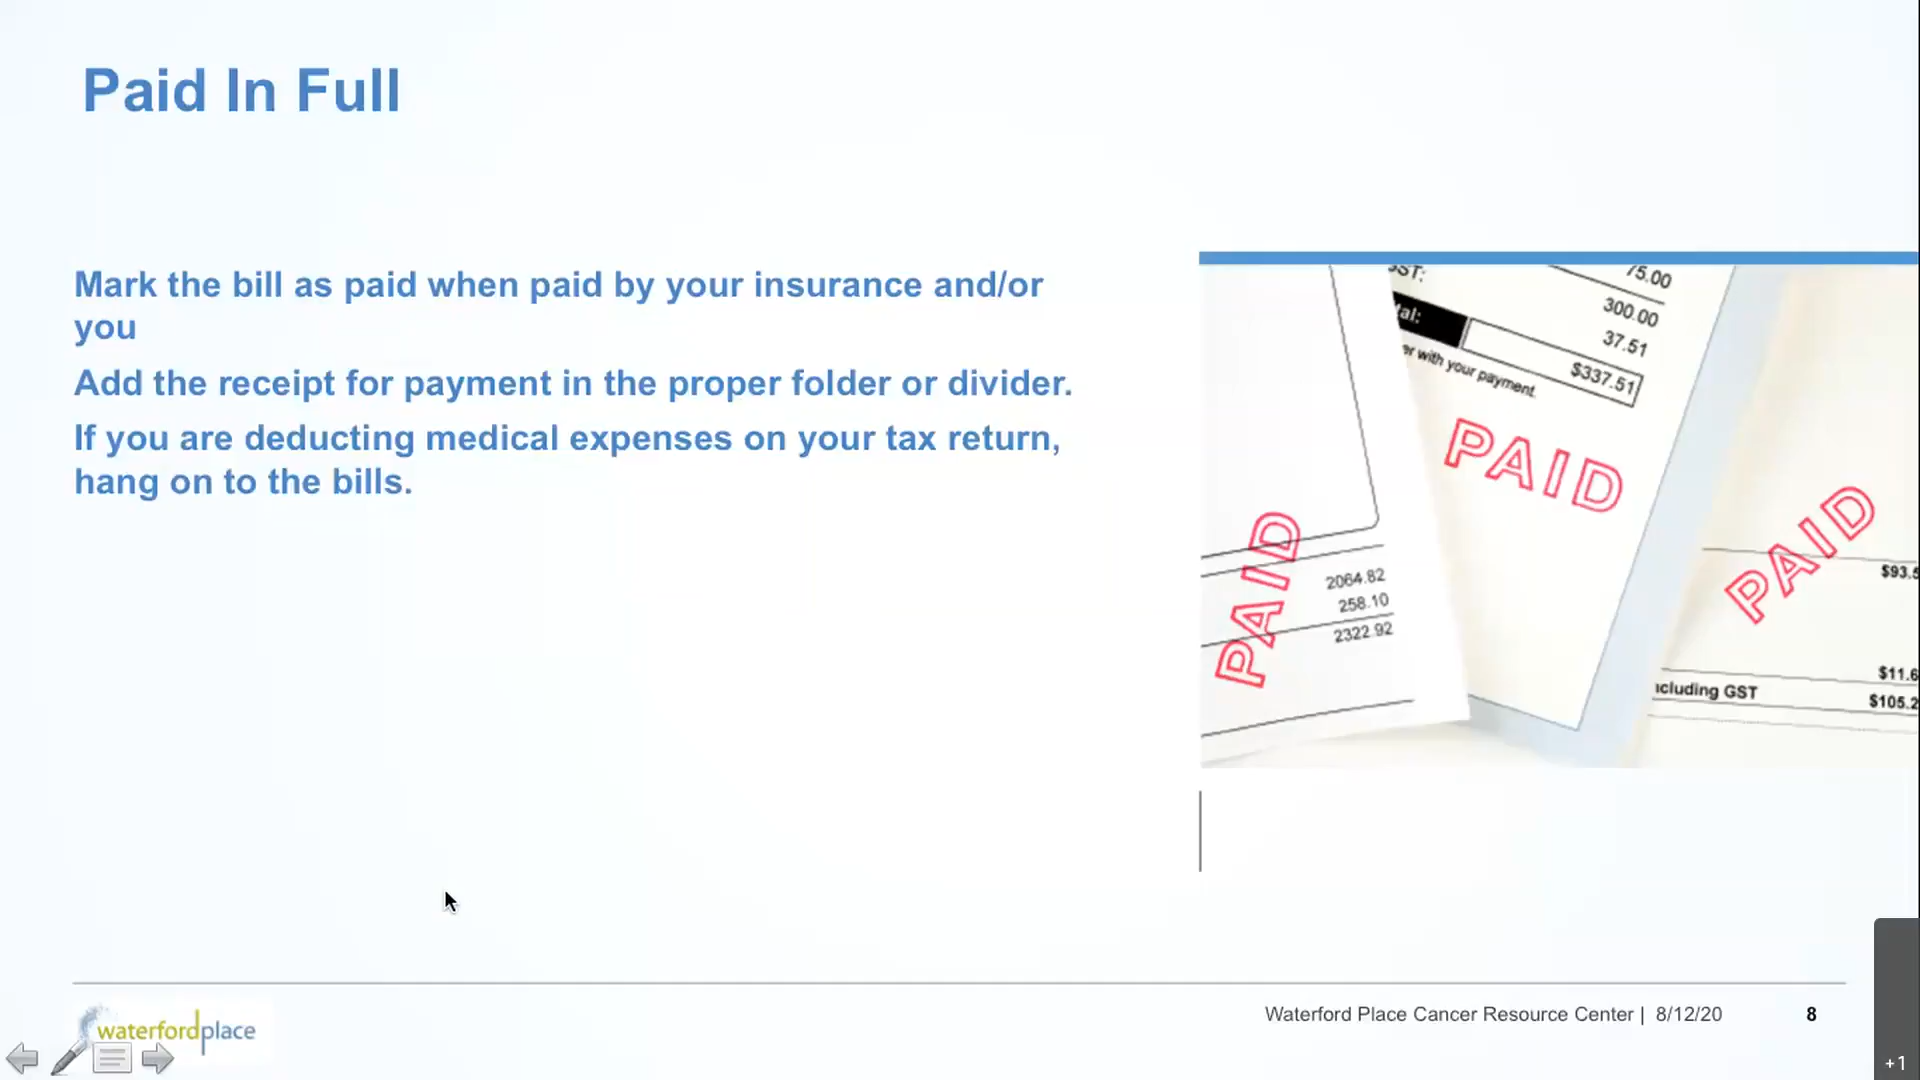 Paid In Full
Mark the bill as paid when paid by your insurance and/or
you
Add the receipt for payment in the proper folder or divider.
If you are deducting medical expenses on your tax return,
hang on to the bills.
75.00
300.00
37.51
$337.51
with your payment.
PAID
PAID
2064.82
258.10
2322.92
PAID
GST
waterfordplace
Waterford Place Cancer Resource Center | 8/12/20
8
+1